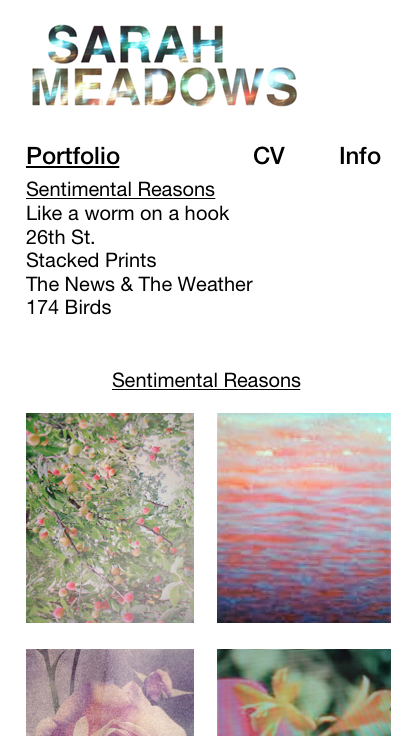 SARAH
MEADOWS
Portfolio CV Info
Sentimental Reasons
Like a worm on a hook
26th St.
Stacked Prints
The News & The Weather
174 Birds
Sentimental Reasons